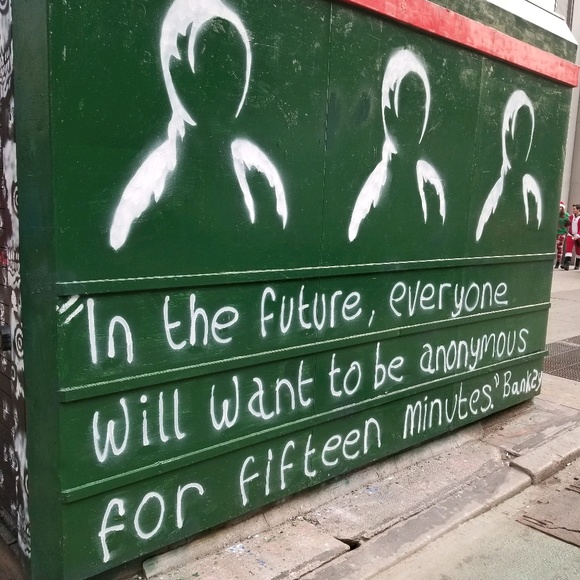 "In the future, everyone
will want to be anonymous
for fifteen minutes." Banksy